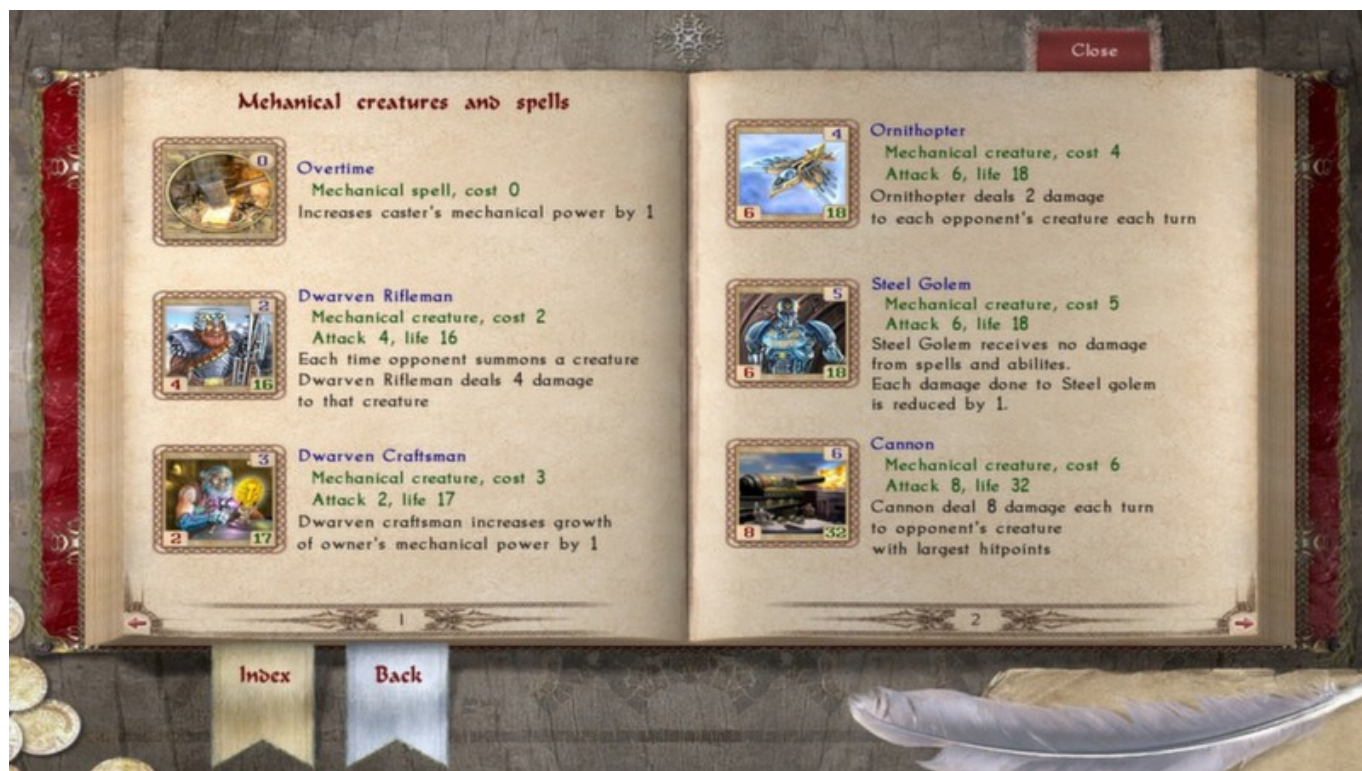 Close
Mehanical creatures and spells
0
Overtime
Mechanical spell, cost 0
Increases caster's mechanical power by 1
2
4
16
Dwarven Rifleman
Mechanical creature, cost 2
Attack 4, life 16
Each time opponent summons a creature
Dwarven Rifleman deals 4 damage
to that creature
3
2
17
Dwarven Craftsman
Mechanical creature, cost 3
Attack 2, life 17
Dwarven craftsman increases growth
of owner's mechanical power by 1
1
4
6
18
Ornithopter
Mechanical creature, cost 4
Attack 6, life 18
Ornithopter deals 2 damage
to each opponent's creature each turn
5
6
18
Steel Golem
Mechanical creature, cost 5
Attack 6, life 18
Steel Golem receives no damage
from spells and abilites.
Each damage done to Steel golem
is reduced by 1.
6
8
32
Cannon
Mechanical creature, cost 6
Attack 8, life 32
Cannon deal 8 damage each turn
to opponent's creature
with largest hitpoints
2
Index
Back